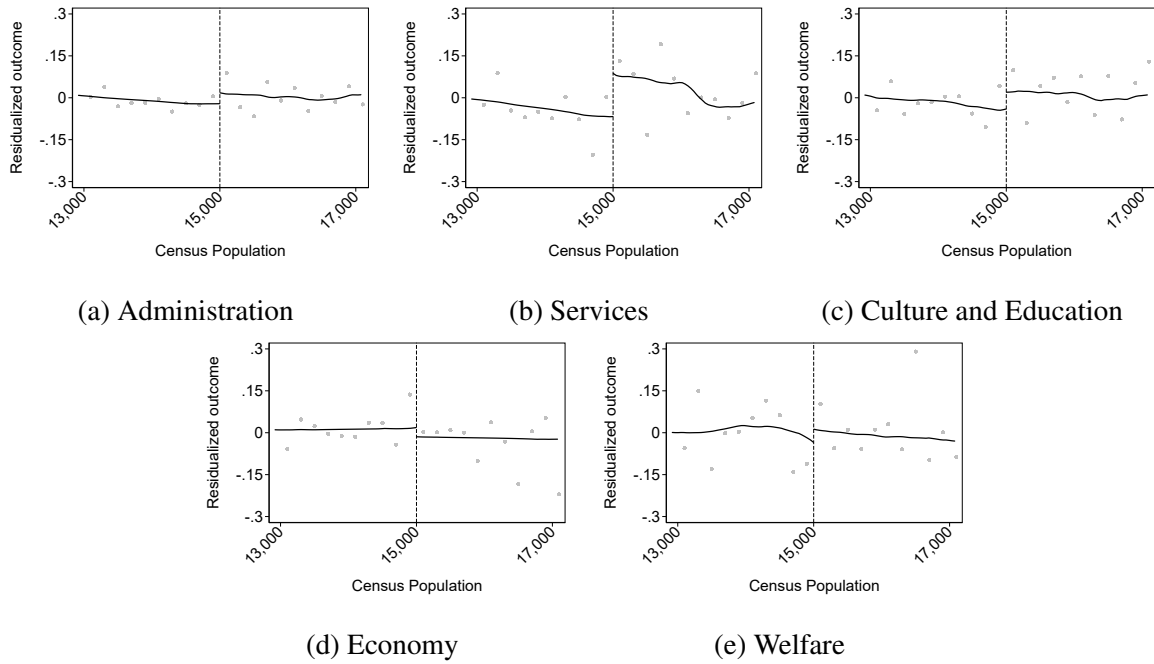 .3
.15
0
-.15
-.3
Residualized outcome
13,000
15,000
17,000
Census Population
(a) Administration
.3
.15
0
-.15
-.3
Residualized outcome
13,000
15,000
17,000
Census Population
(b) Services
.3
.15
0
-.15
-.3
Residualized outcome
13,000
15,000
17,000
Census Population
(c) Culture and Education
.3
.15
0
-.15
-.3
Residualized outcome
13,000
15,000
17,000
Census Population
(d) Economy
.3
.15
0
-.15
-.3
Residualized outcome
13,000
15,000
17,000
Census Population
(e) Welfare